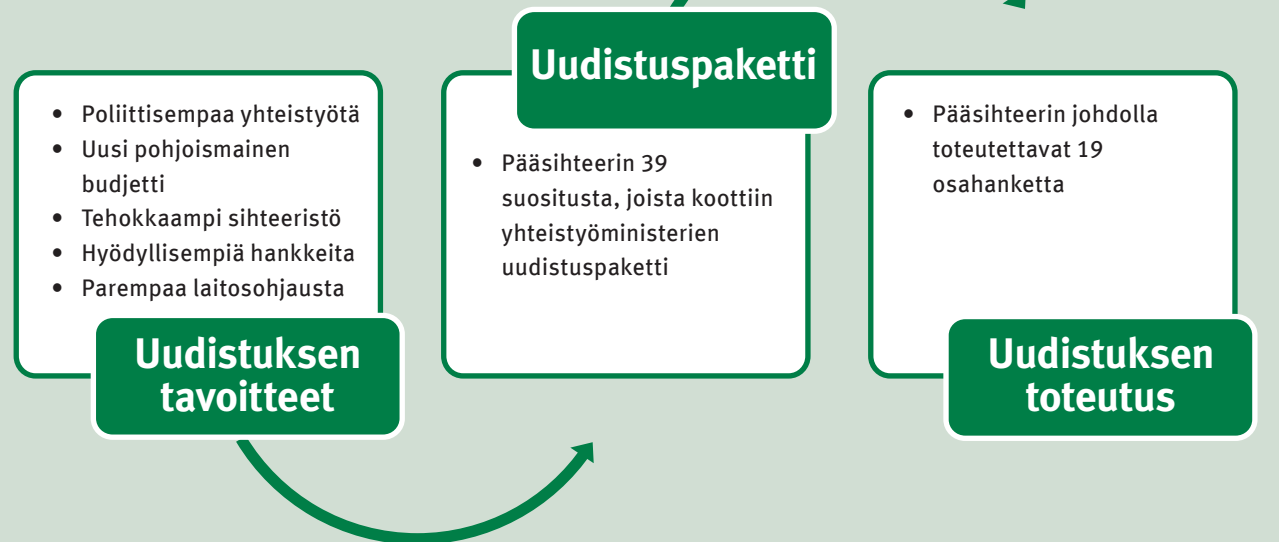 • Poliittisempaa yhteistyötä
• Uusi pohjoismainen
budjetti
• Tehokkaampi sihteeristö
• Hyödyllisempiä hankkeita
• Parempaa laitosohjausta
Uudistuksen
tavoitteet
Uudistuspaketti
• Pääsihteerin 39
suositusta, joista koottiin
yhteistyöministerien
uudistuspaketti
• Pääsihteerin johdolla
toteutettavat 19
osahanketta
Uudistuksen
toteutus